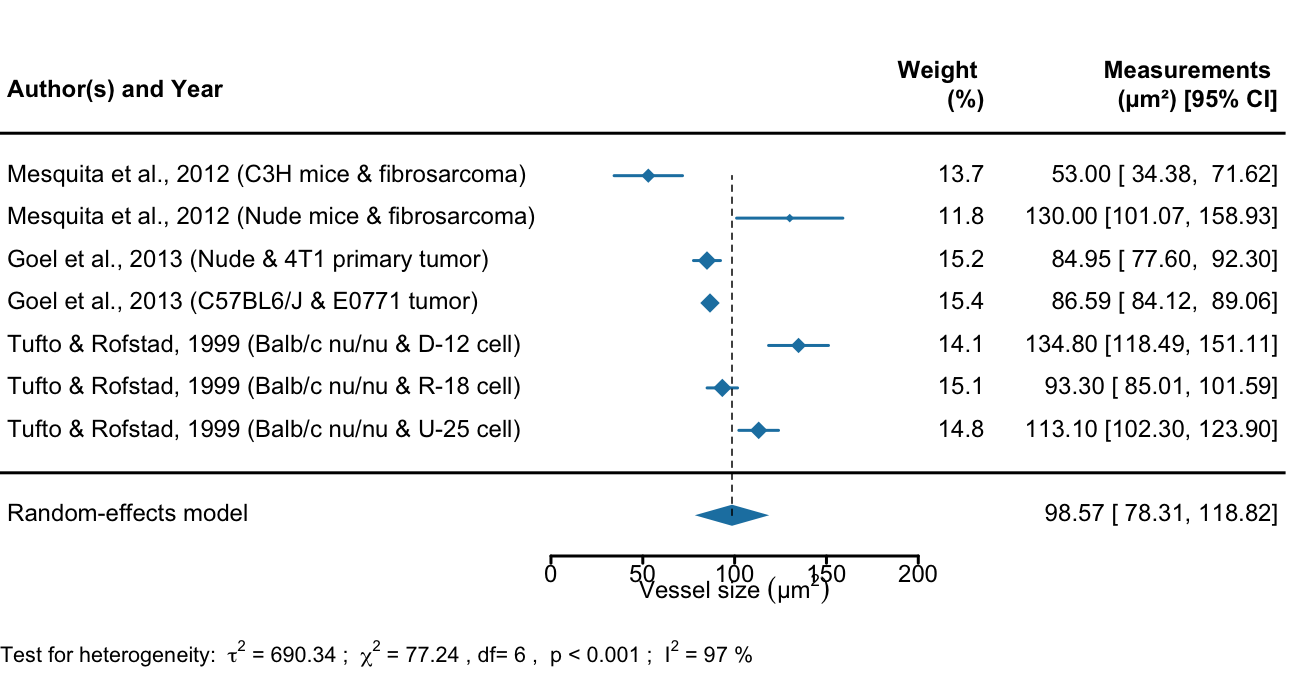 Author(s) and Year Weight (%) Measurements (µm²) [95% CI]
Mesquita et al., 2012 (C3H mice & fibrosarcoma) 13.7 53.00 [ 34.38, 71.62]
Mesquita et al., 2012 (Nude mice & fibrosarcoma) 11.8 130.00 [101.07, 158.93]
Goel et al., 2013 (Nude & 4T1 primary tumor) 15.2 84.95 [ 77.60, 92.30]
Goel et al., 2013 (C57BL6/J & E0771 tumor) 15.4 86.59 [ 84.12, 89.06]
Tufto & Rofstad, 1999 (Balb/c nu/nu & D-12 cell) 14.1 134.80 [118.49, 151.11]
Tufto & Rofstad, 1999 (Balb/c nu/nu & R-18 cell) 15.1 93.30 [ 85.01, 101.59]
Tufto & Rofstad, 1999 (Balb/c nu/nu & U-25 cell) 14.8 113.10 [102.30, 123.90]
Random-effects model 98.57 [ 78.31, 118.82]
0 50 100 150 200
Vessel size (µm²)
Test for heterogeneity: τ² = 690.34 ; χ² = 77.24 , df= 6 , p < 0.001 ; I² = 97 %